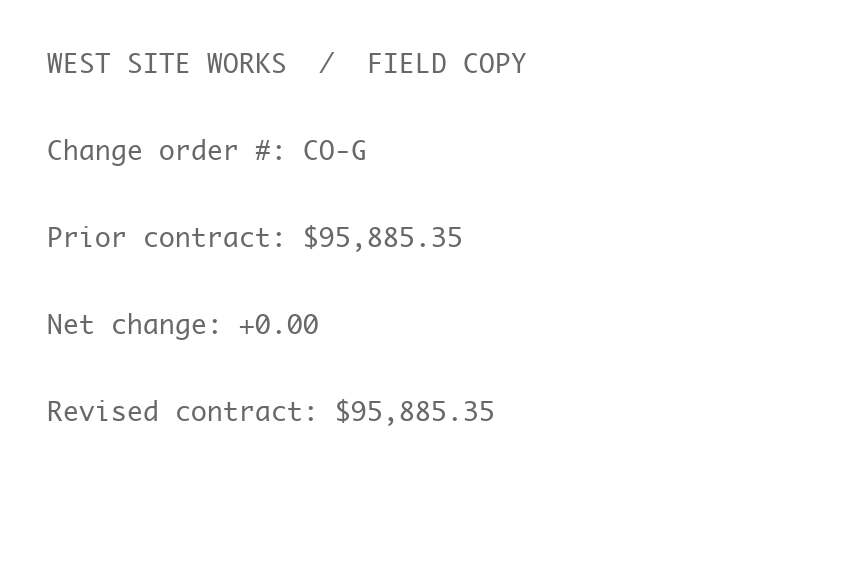 WEST SITE WORKS  /  FIELD COPY
Change order #: CO-G
Prior contract: $95,885.35
Net change: +0.00
Revised contract: $95,885.35